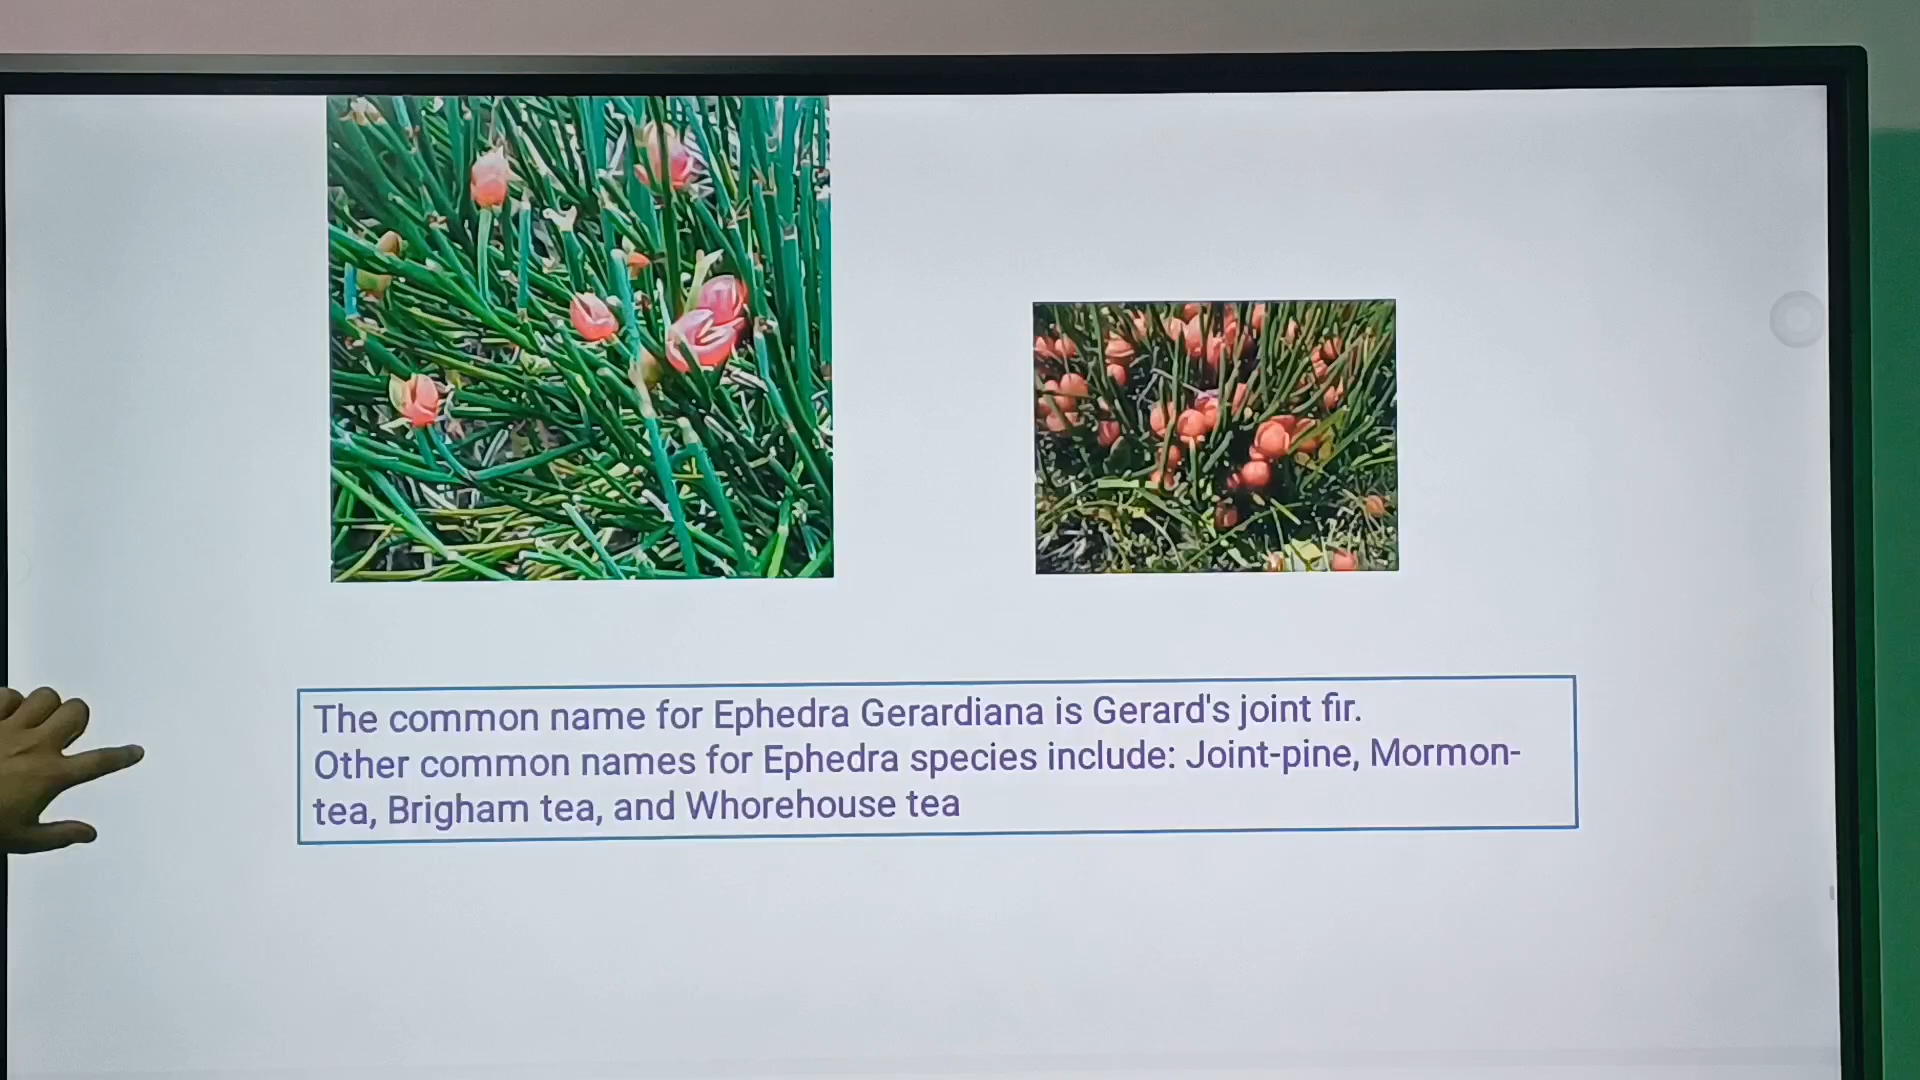 The common name for Ephedra Gerardiana is Gerard's joint fir.
Other common names for Ephedra species include: Joint-pine, Mormon-
tea, Brigham tea, and Whorehouse tea